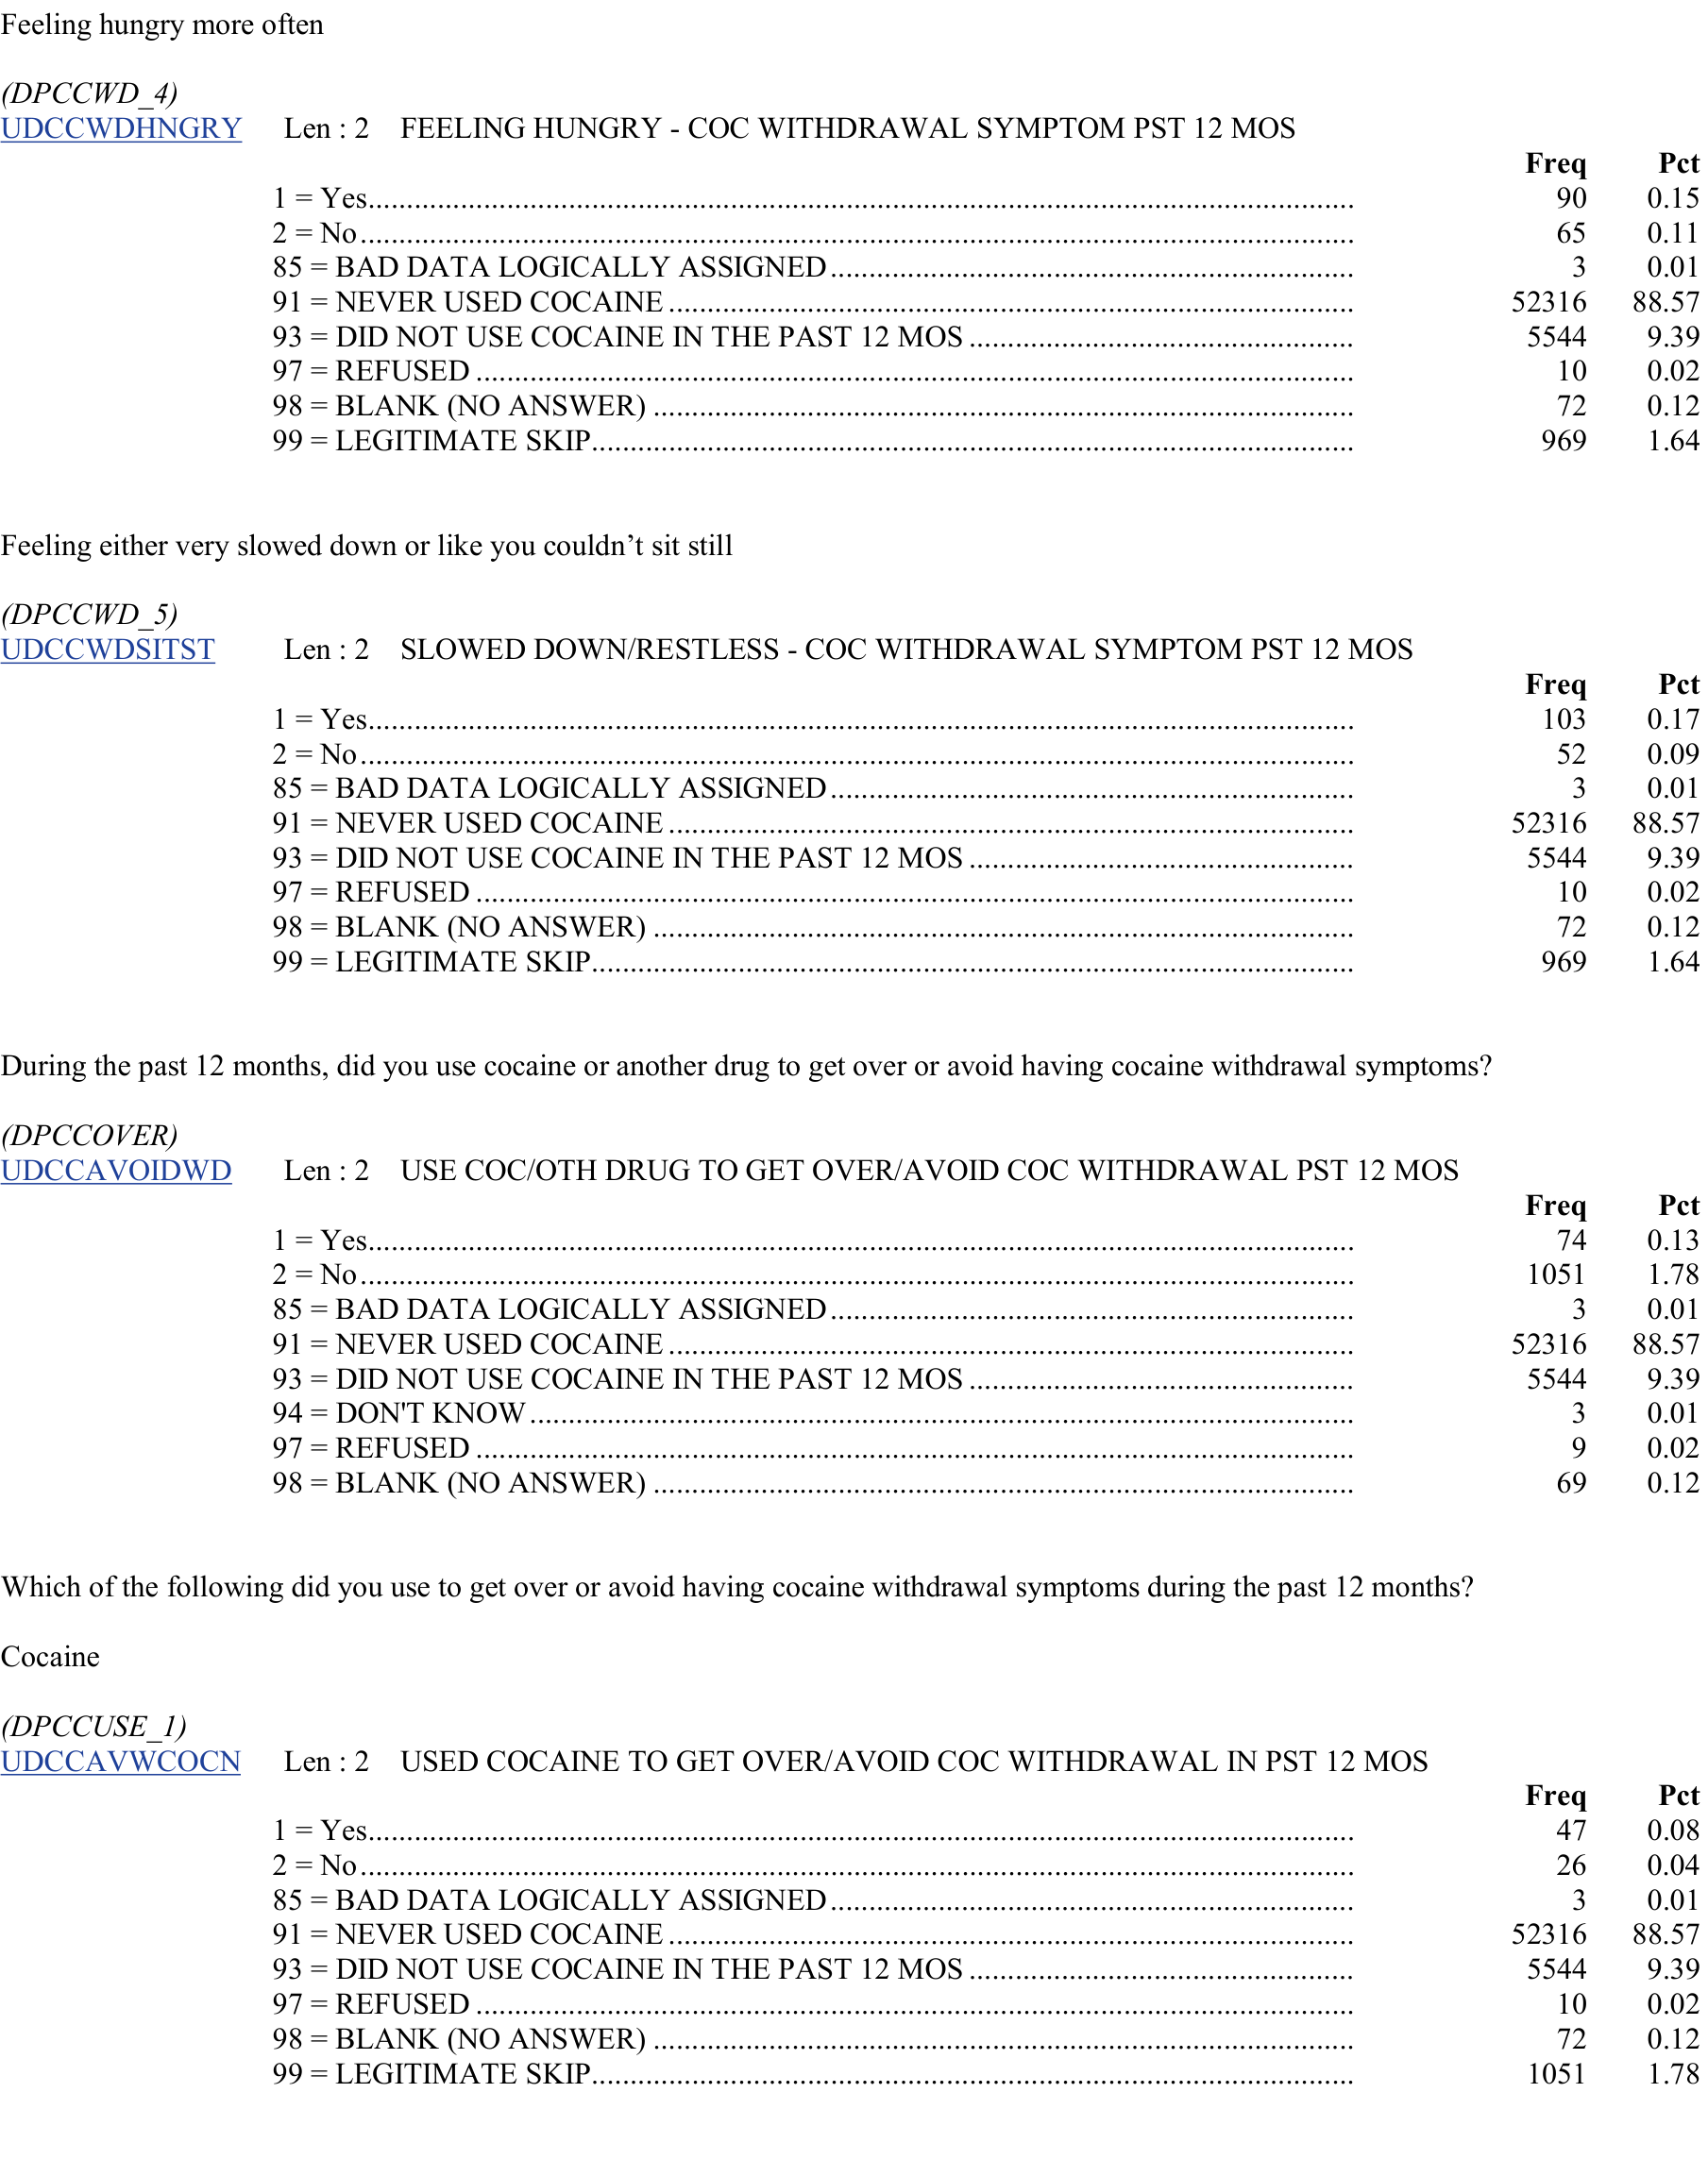 Feeling hungry more often
(DPCCWD_4)
UDCCWDHNGRY Len : 2 FEELING HUNGRY - COC WITHDRAWAL SYMPTOM PST 12 MOS
Freq Pct
1 = Yes 90 0.15
2 = No 65 0.11
85 = BAD DATA LOGICALLY ASSIGNED 3 0.01
91 = NEVER USED COCAINE 52316 88.57
93 = DID NOT USE COCAINE IN THE PAST 12 MOS 5544 9.39
97 = REFUSED 10 0.02
98 = BLANK (NO ANSWER) 72 0.12
99 = LEGITIMATE SKIP 969 1.64
Feeling either very slowed down or like you couldn’t sit still
(DPCCWD_5)
UDCCWDSITST Len : 2 SLOWED DOWN/RESTLESS - COC WITHDRAWAL SYMPTOM PST 12 MOS
Freq Pct
1 = Yes 103 0.17
2 = No 52 0.09
85 = BAD DATA LOGICALLY ASSIGNED 3 0.01
91 = NEVER USED COCAINE 52316 88.57
93 = DID NOT USE COCAINE IN THE PAST 12 MOS 5544 9.39
97 = REFUSED 10 0.02
98 = BLANK (NO ANSWER) 72 0.12
99 = LEGITIMATE SKIP 969 1.64
During the past 12 months, did you use cocaine or another drug to get over or avoid having cocaine withdrawal symptoms?
(DPCCOVER)
UDCCAVOIDWD Len : 2 USE COC/OTH DRUG TO GET OVER/AVOID COC WITHDRAWAL PST 12 MOS
Freq Pct
1 = Yes 74 0.13
2 = No 1051 1.78
85 = BAD DATA LOGICALLY ASSIGNED 3 0.01
91 = NEVER USED COCAINE 52316 88.57
93 = DID NOT USE COCAINE IN THE PAST 12 MOS 5544 9.39
94 = DON'T KNOW 3 0.01
97 = REFUSED 9 0.02
98 = BLANK (NO ANSWER) 69 0.12
Which of the following did you use to get over or avoid having cocaine withdrawal symptoms during the past 12 months?
Cocaine
(DPCCUSE_1)
UDCCAVWCOCN Len : 2 USED COCAINE TO GET OVER/AVOID COC WITHDRAWAL IN PST 12 MOS
Freq Pct
1 = Yes 47 0.08
2 = No 26 0.04
85 = BAD DATA LOGICALLY ASSIGNED 3 0.01
91 = NEVER USED COCAINE 52316 88.57
93 = DID NOT USE COCAINE IN THE PAST 12 MOS 5544 9.39
97 = REFUSED 10 0.02
98 = BLANK (NO ANSWER) 72 0.12
99 = LEGITIMATE SKIP 1051 1.78